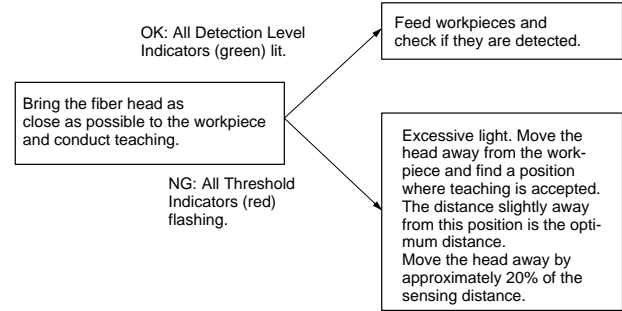 OK: All Detection Level
Indicators (green) lit.
Feed workpieces and
check if they are detected.
Bring the fiber head as
close as possible to the workpiece
and conduct teaching.
NG: All Threshold
Indicators (red)
flashing.
Excessive light. Move the
head away from the work-
piece and find a position
where teaching is accepted.
The distance slightly away
from this position is the opti-
mum distance.
Move the head away by
approximately 20% of the
sensing distance.